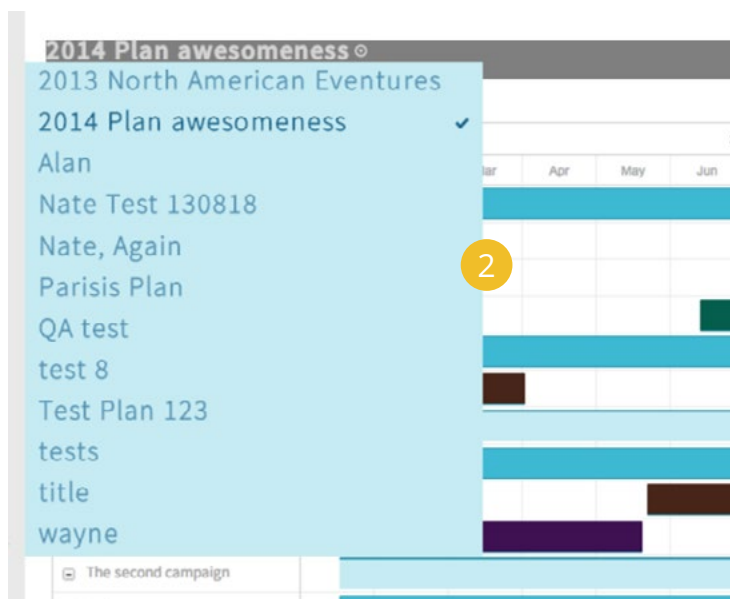 2014 Plan awesomeness
2013 North American Eventures
2014 Plan awesomeness
Alan
Nate Test 130818
Nate, Again
Parisis Plan
QA test
test 8
Test Plan 123
tests
title
wayne
Apr May Jun
2
The second campaign